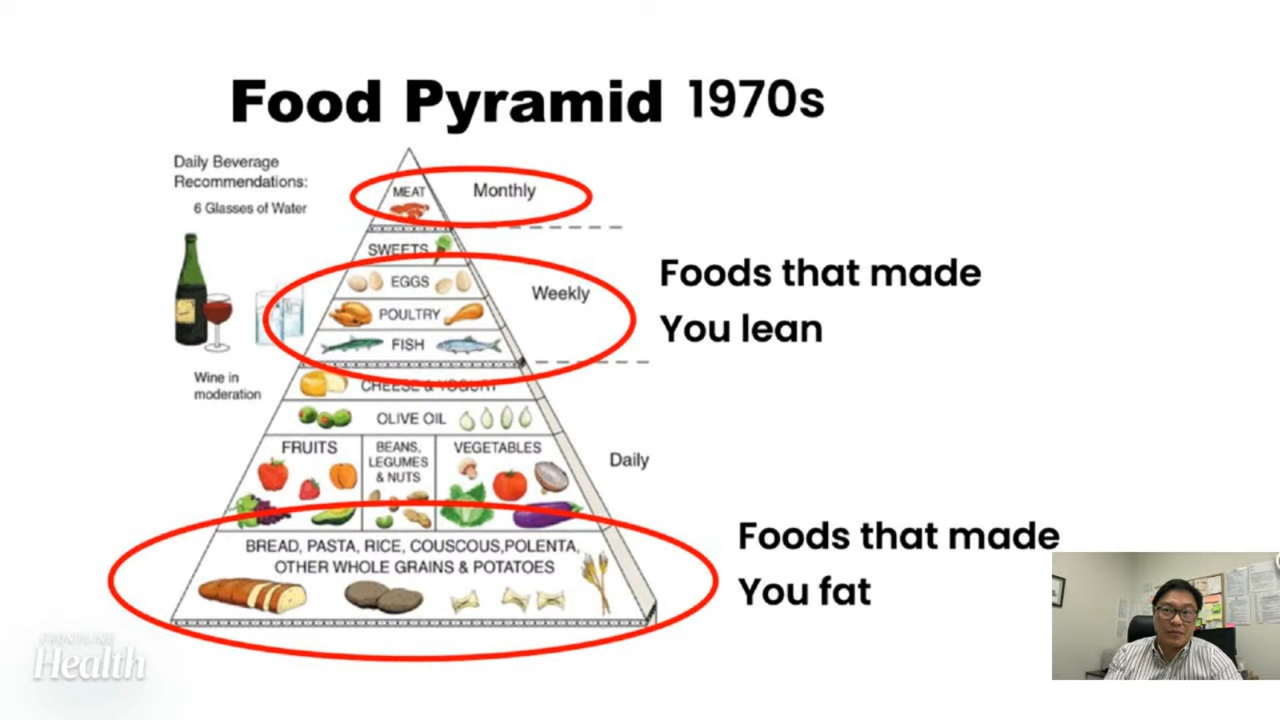 Food Pyramid 1970s
Daily Beverage
Recommendations:
6 Glasses of Water
MEAT
Monthly
SWEETS
EGGS
Weekly
POULTRY
FISH
Foods that made
You lean
Wine in
moderation
CHEESE & YOGURT
OLIVE OIL
FRUITS
BEANS,
LEGUMES
& NUTS
VEGETABLES
Daily
BREAD, PASTA, RICE, COUSCOUS,POLENTA,
OTHER WHOLE GRAINS & POTATOES
Foods that made
You fat
Health